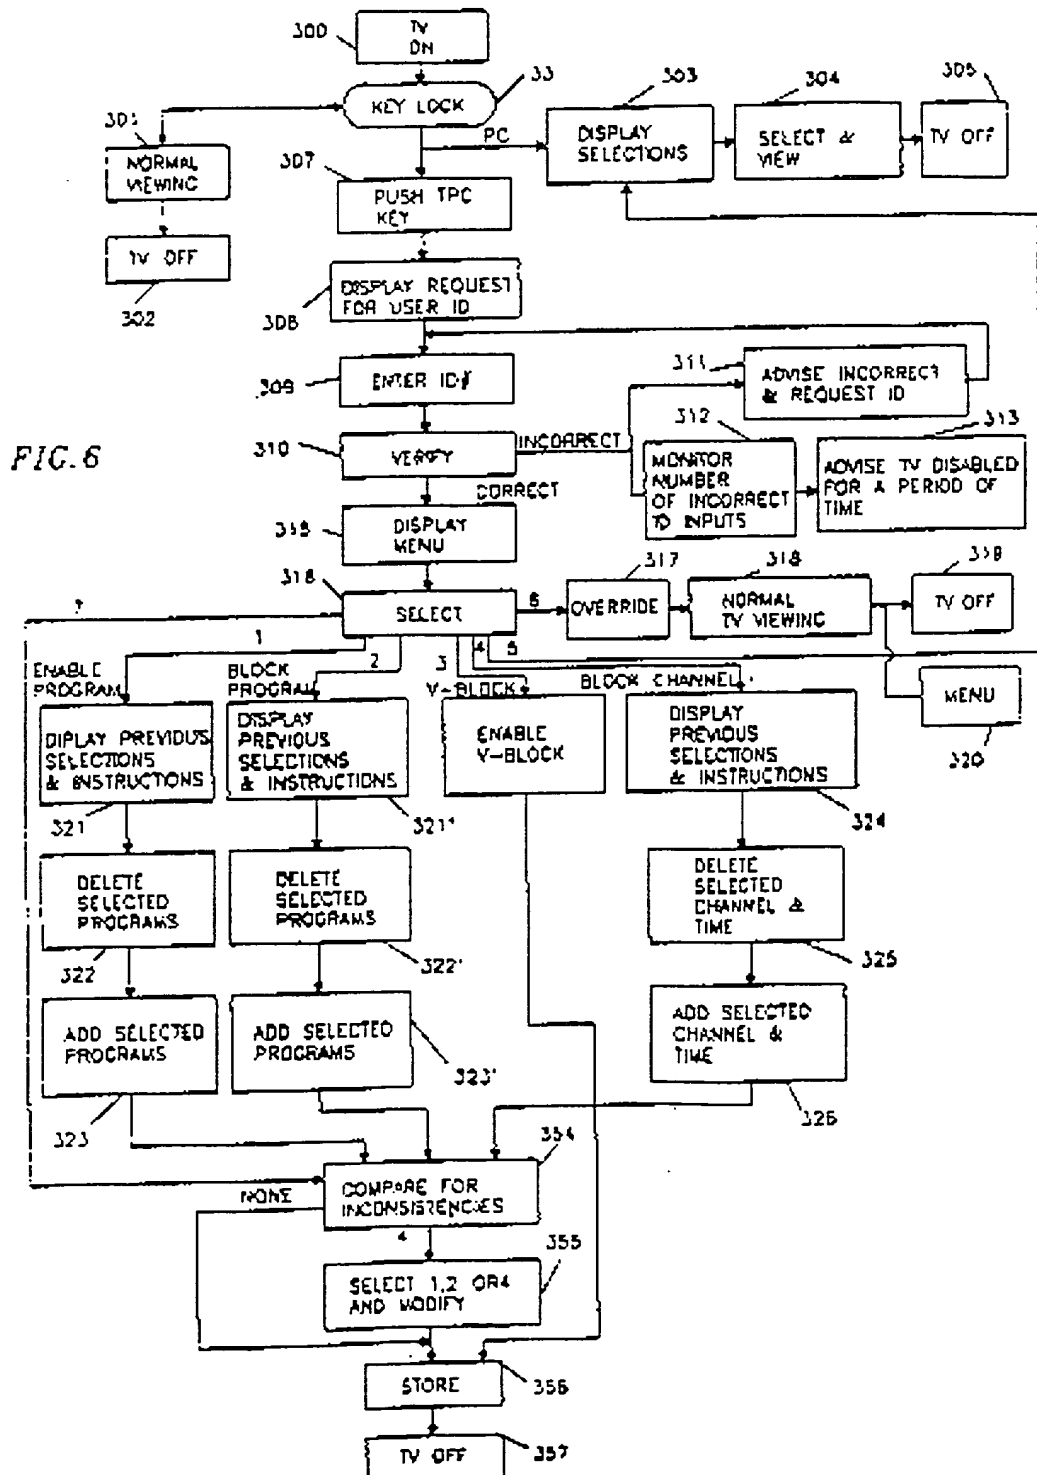 300
TV
ON
33
KEY LOCK
301
NORMAL
VIEWING
TV OFF
302
PC
303
DISPLAY
SELECTIONS
304
SELECT &
VIEW
305
TV OFF
307
PUSH TPC
KEY
DISPLAY REQUEST
FOR USER ID
308
309
ENTER ID#
310
VERIFY
INCORRECT
CORRECT
311
ADVISE INCORRECT
& REQUEST ID
312
MONITOR
NUMBER
OF INCORRECT
ID INPUTS
313
ADVISE TV DISABLED
FOR A PERIOD OF
TIME
FIG. 6
DISPLAY
MENU
316
SELECT
6
317
OVERRIDE
318
NORMAL
TV VIEWING
319
TV OFF
MENU
320
7
1
2
3
4
5
ENABLE
PROGRAM
BLOCK
PROGRAM
V-BLOCK
BLOCK CHANNEL
DIPLAY PREVIOUS
SELECTIONS
& INSTRUCTIONS
321
DISPLAY
PREVIOUS
SELECTIONS
& INSTRUCTIONS
321'
ENABLE
V-BLOCK
DISPLAY
PREVIOUS
SELECTIONS
& INSTRUCTIONS
324
DELETE
SELECTED
PROGRAMS
322
DELETE
SELECTED
PROGRAMS
322'
DELETE
SELECTED
CHANNEL &
TIME
325
ADD SELECTED
PROGRAMS
323
ADD SELECTED
PROGRAMS
323'
ADD SELECTED
CHANNEL &
TIME
326
354
COMPARE FOR
INCONSISTENCIES
NONE
4
355
SELECT 1,2 OR4
AND MODIFY
STORE
356
TV OFF
357